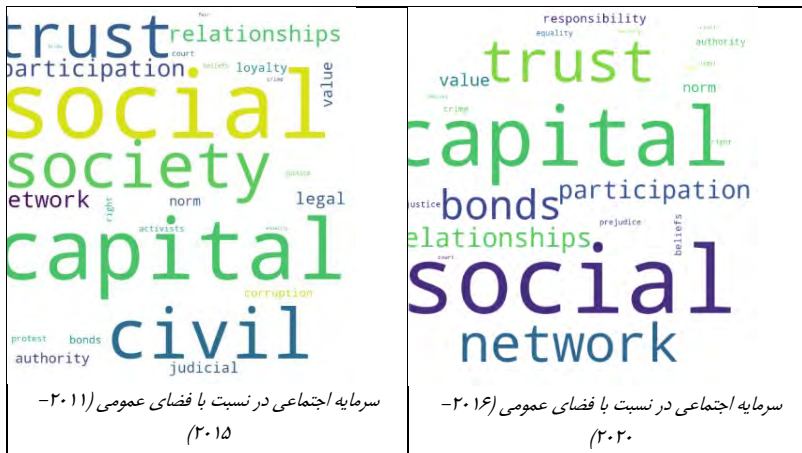 trust
relationships
court
participation
beliefs
loyalty
crime
value
social
society
justice
etwork
right
norm
legal
activists
equality
capital
corruption
civil
protest
bonds
authority
judicial
سرمایه اجتماعی در نسبت با فضای عمومی (۲۰۱۱-
۲۰۱۵)
responsibility
equality
trust
authority
value
norm
crime
capital
right
justice
bonds
participation
prejudice
elationships
beliefs
court
social
network
سرمایه اجتماعی در نسبت با فضای عمومی (۲۰۱۶-
۲۰۲۰)